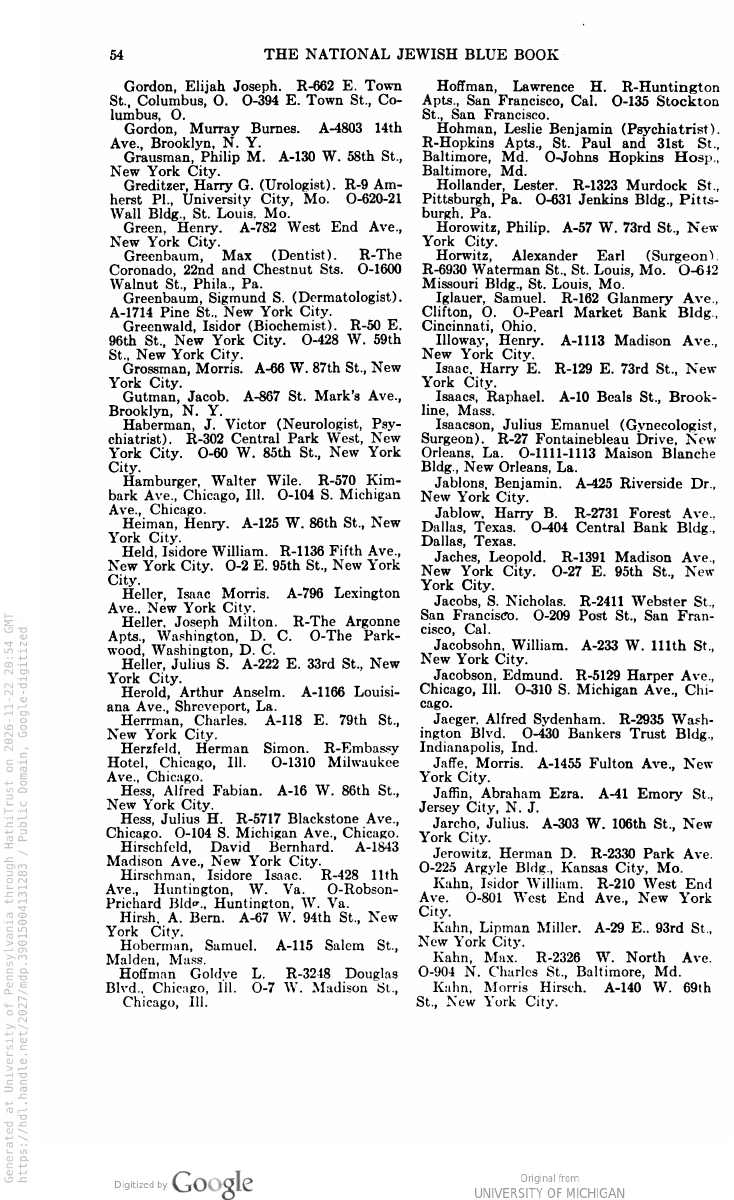 54
THE NATIONAL JEWISH BLUE BOOK
Gordon, Elijah Joseph. R-662 E. Town
St., Columbus, O. O-394 E. Town St., Co-
lumbus, O.
Gordon, Murray Burnes. A-4803 14th
Ave., Brooklyn, N. Y.
Grausman, Philip M. A-130 W. 58th St.,
New York City.
Greditzer, Harry G. (Urologist). R-9 Am-
herst Pl., University City, Mo. O-620-21
Wall Bldg., St. Louis. Mo.
Green, Henry. A-782 West End Ave.,
New York City.
Greenbaum, Max (Dentist). R-The
Coronado, 22nd and Chestnut Sts. O-1600
Walnut St., Phila., Pa.
Greenbaum, Sigmund S. (Dermatologist).
A-1714 Pine St., New York City.
Greenwald, Isidor (Biochemist). R-50 E.
96th St., New York City. O-428 W. 59th
St., New York City.
Grossman, Morris. A-66 W. 87th St., New
York City.
Gutman, Jacob. A-867 St. Mark's Ave.,
Brooklyn, N. Y.
Haberman, J. Victor (Neurologist, Psy-
chiatrist). R-302 Central Park West, New
York City. O-60 W. 85th St., New York
City.
Hamburger, Walter Wile. R-570 Kim-
bark Ave., Chicago, Ill. O-104 S. Michigan
Ave., Chicago.
Heiman, Henry. A-125 W. 86th St., New
York City.
Held, Isidore William. R-1136 Fifth Ave.,
New York City. O-2 E. 95th St., New York
City.
Heller, Isaac Morris. A-796 Lexington
Ave., New York City.
Heller, Joseph Milton. R-The Argonne
Apts., Washington, D. C. O-The Park-
wood, Washington, D. C.
Heller, Julius S. A-222 E. 33rd St., New
York City.
Herold, Arthur Anselm. A-1166 Louisi-
ana Ave., Shreveport, La.
Herrman, Charles. A-118 E. 79th St.,
New York City.
Herzfeld, Herman Simon. R-Embassy
Hotel, Chicago, Ill. O-1310 Milwaukee
Ave., Chicago.
Hess, Alfred Fabian. A-16 W. 86th St.,
New York City.
Hess, Julius H. R-5717 Blackstone Ave.,
Chicago. O-104 S. Michigan Ave., Chicago.
Hirschfeld, David Bernhard. A-1843
Madison Ave., New York City.
Hirschman, Isidore Isaac. R-428 11th
Ave., Huntington, W. Va. O-Robson-
Prichard Bldg., Huntington, W. Va.
Hirsh, A. Bern. A-67 W. 94th St., New
York City.
Hoberman, Samuel. A-115 Salem St.,
Malden, Mass.
Hoffman Goldye L. R-3248 Douglas
Blvd., Chicago, Ill. O-7 W. Madison St.,
Chicago, Ill.
Hoffman, Lawrence H. R-Huntington
Apts., San Francisco, Cal. O-135 Stockton
St., San Francisco.
Hohman, Leslie Benjamin (Psychiatrist).
R-Hopkins Apts., St. Paul and 31st St.,
Baltimore, Md. O-Johns Hopkins Hosp.,
Baltimore, Md.
Hollander, Lester. R-1323 Murdock St.,
Pittsburgh, Pa. O-631 Jenkins Bldg., Pitts-
burgh, Pa.
Horowitz, Philip. A-57 W. 73rd St., New
York City.
Horwitz, Alexander Earl (Surgeon).
R-6930 Waterman St., St. Louis, Mo. O-642
Missouri Bldg., St. Louis, Mo.
Iglauer, Samuel. R-162 Glanmery Ave.,
Clifton, O. O-Pearl Market Bank Bldg.,
Cincinnati, Ohio.
Illoway, Henry. A-1113 Madison Ave.,
New York City.
Isaac, Harry E. R-129 E. 73rd St., New
York City.
Isaacs, Raphael. A-10 Beals St., Brook-
line, Mass.
Isaacson, Julius Emanuel (Gynecologist,
Surgeon). R-27 Fontainebleau Drive, New
Orleans, La. O-1111-1113 Maison Blanche
Bldg., New Orleans, La.
Jablons, Benjamin. A-425 Riverside Dr.,
New York City.
Jablow, Harry B. R-2731 Forest Ave.,
Dallas, Texas. O-404 Central Bank Bldg.,
Dallas, Texas.
Jaches, Leopold. R-1391 Madison Ave.,
New York City. O-27 E. 95th St., New
York City.
Jacobs, S. Nicholas. R-2411 Webster St.,
San Francisco. O-209 Post St., San Fran-
cisco, Cal.
Jacobsohn, William. A-233 W. 111th St.,
New York City.
Jacobson, Edmund. R-5129 Harper Ave.,
Chicago, Ill. O-310 S. Michigan Ave., Chi-
cago.
Jaeger, Alfred Sydenham. R-2935 Wash-
ington Blvd. O-430 Bankers Trust Bldg.,
Indianapolis, Ind.
Jaffe, Morris. A-1455 Fulton Ave., New
York City.
Jaffin, Abraham Ezra. A-41 Emory St.,
Jersey City, N. J.
Jarcho, Julius. A-303 W. 106th St., New
York City.
Jerowitz, Herman D. R-2330 Park Ave.
O-225 Argyle Bldg., Kansas City, Mo.
Kahn, Isidor William. R-210 West End
Ave. O-801 West End Ave., New York
City.
Kahn, Lipman Miller. A-29 E.. 93rd St.,
New York City.
Kahn, Max. R-2326 W. North Ave.
O-904 N. Charles St., Baltimore, Md.
Kahn, Morris Hirsch. A-140 W. 69th
St., New York City.
Generated at University of Pennsylvania through HathiTrust on 2026-11-22 20:54 GMT
https://hdl.handle.net/2027/mdp.39015004131283 / Public Domain, Google-digitized
Digitized by Google
Original from
UNIVERSITY OF MICHIGAN